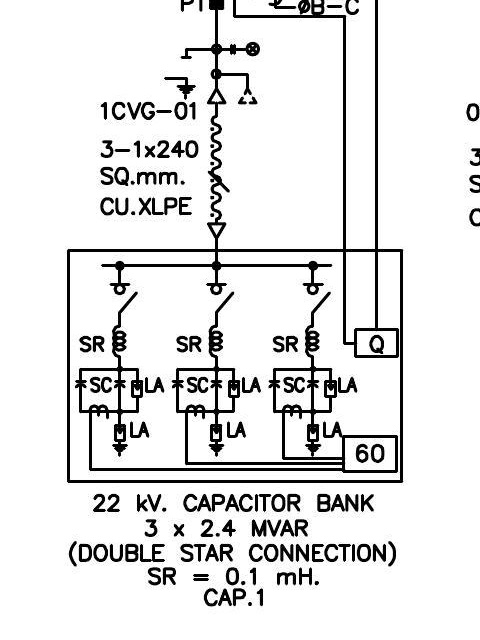 PT
ØB-C
1CVG-01
3-1x240
SQ.mm.
CU.XLPE
Q
SR SR SR
SC LA SC LA SC LA
LA LA LA
60
22 kV. CAPACITOR BANK
3 x 2.4 MVAR
(DOUBLE STAR CONNECTION)
SR = 0.1 mH.
CAP.1